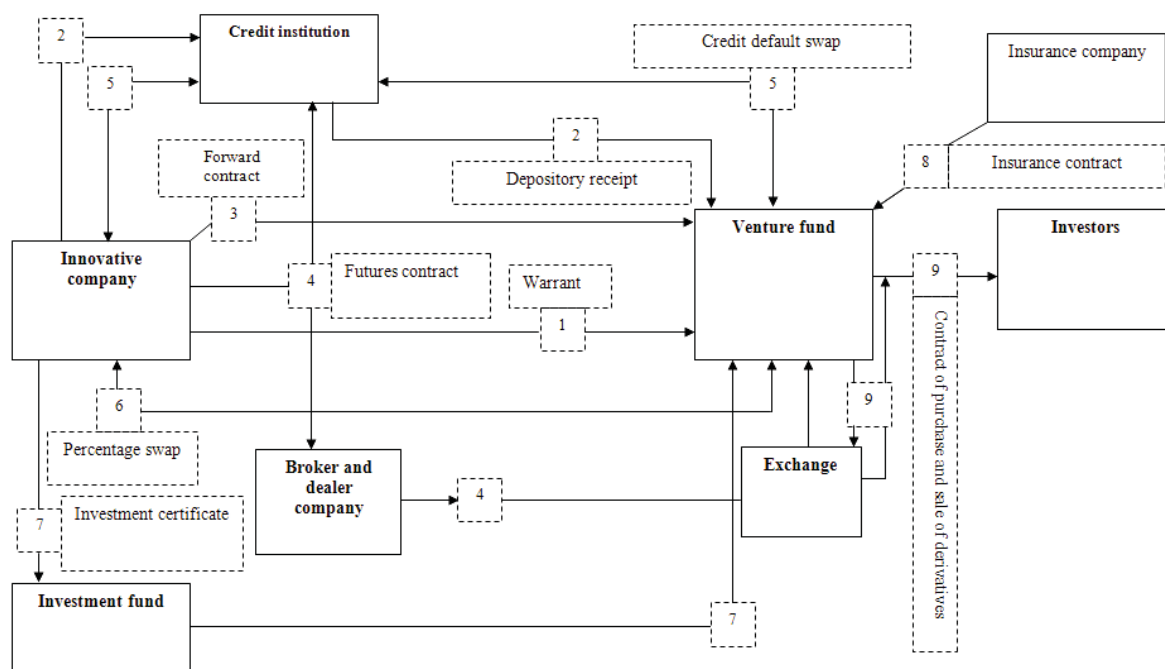 2
Credit institution
Credit default swap
Insurance company
5
5
2
Depository receipt
Forward
contract
3
8
Insurance contract
Venture fund
Investors
Innovative
company
4
Futures contract
Warrant
1
9
Contract of purchase and sale of derivatives
6
Percentage swap
9
Broker and
dealer
company
4
Exchange
7
Investment certificate
Investment fund
7